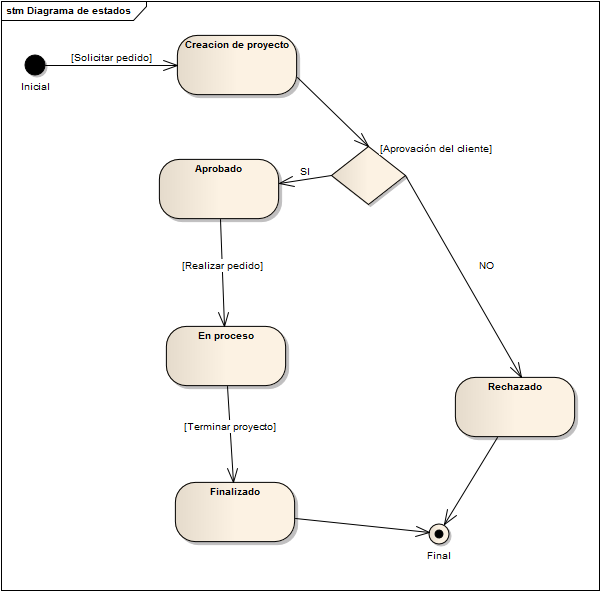 stm Diagrama de estados
Creacion de proyecto
[Solicitar pedido]
Inicial
[Aprovación del cliente]
Aprobado
SI
[Realizar pedido]
NO
En proceso
Rechazado
[Terminar proyecto]
Finalizado
Final